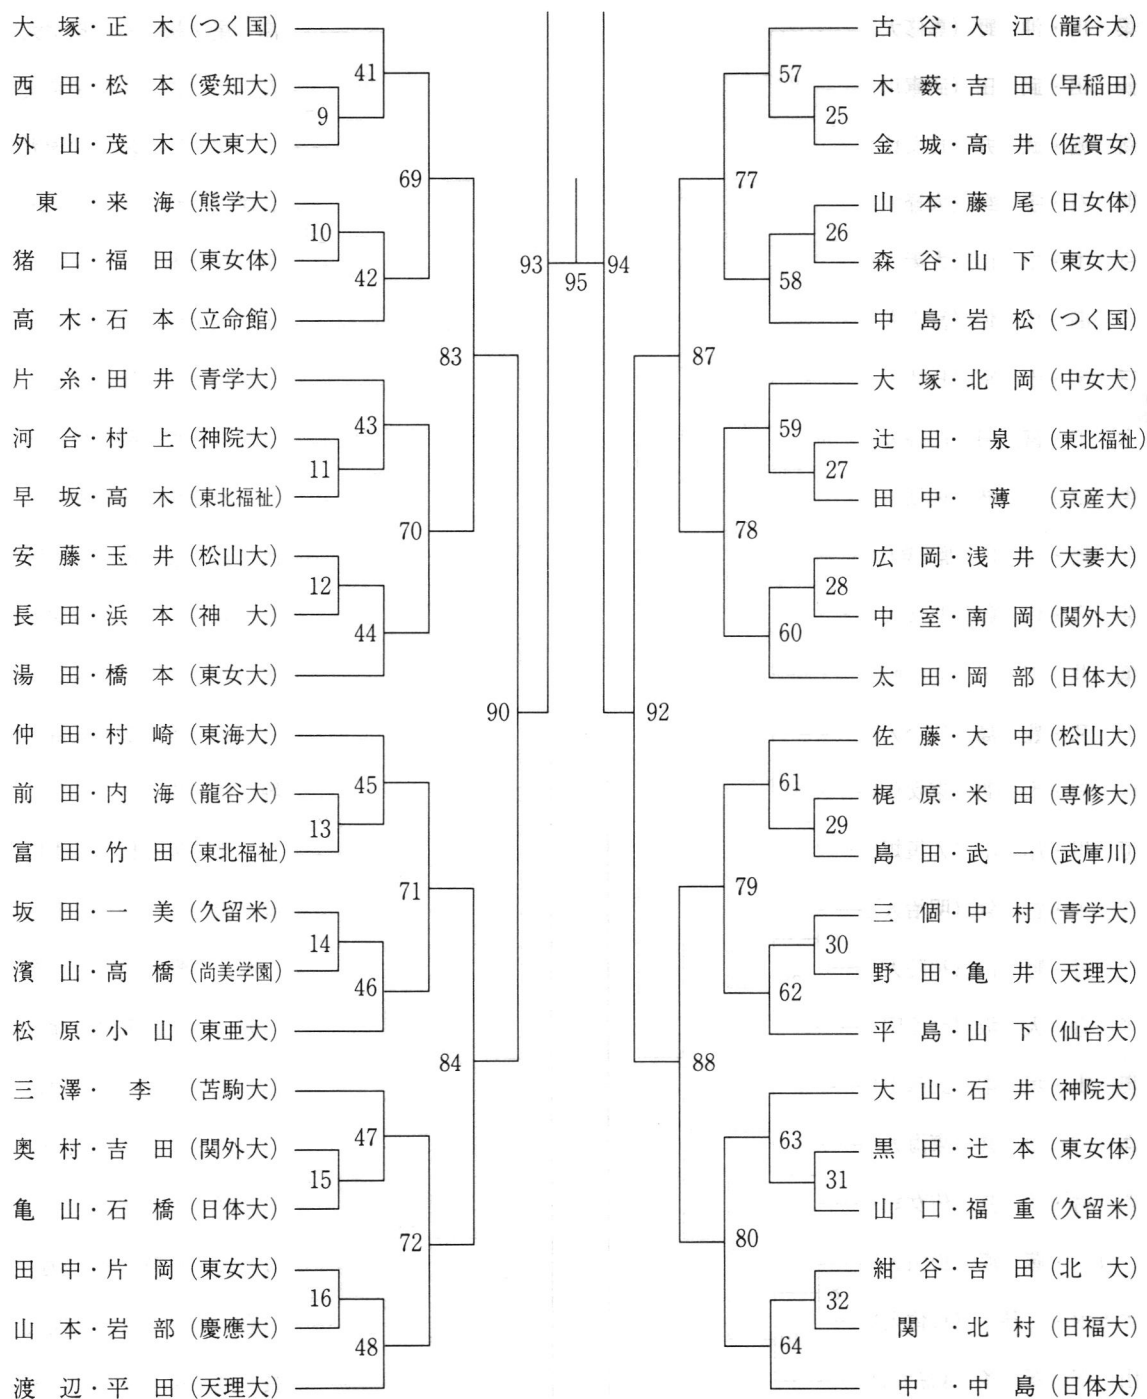 大塚・正木（つく国）
41
西田・松本（愛知大）
9
外山・茂木（大東大）
69
東・来海（熊学大）
10
猪口・福田（東女体）
42
高木・石本（立命館）
83
片糸・田井（青学大）
43
河合・村上（神院大）
11
早坂・高木（東北福祉）
70
安藤・玉井（松山大）
12
長田・浜本（神大）
44
湯田・橋本（東女大）
90
仲田・村崎（東海大）
45
前田・内海（龍谷大）
13
富田・竹田（東北福祉）
71
坂田・一美（久留米）
14
濱山・高橋（尚美学園）
46
松原・小山（東亜大）
84
三澤・李（苫駒大）
47
奥村・吉田（関外大）
15
亀山・石橋（日体大）
72
田中・片岡（東女大）
16
山本・岩部（慶應大）
48
渡辺・平田（天理大）
93
95
94
古谷・入江（龍谷大）
57
木藪・吉田（早稲田）
25
金城・高井（佐賀女）
77
山本・藤尾（日女体）
26
森谷・山下（東女大）
58
中島・岩松（つく国）
87
大塚・北岡（中女大）
59
辻田・泉（東北福祉）
27
田中・薄（京産大）
78
広岡・浅井（大妻大）
28
中室・南岡（関外大）
60
太田・岡部（日体大）
92
佐藤・大中（松山大）
61
梶原・米田（専修大）
29
島田・武一（武庫川）
79
三個・中村（青学大）
30
野田・亀井（天理大）
62
平島・山下（仙台大）
88
大山・石井（神院大）
63
黒田・辻本（東女体）
31
山口・福重（久留米）
80
紺谷・吉田（北大）
32
関・北村（日福大）
64
中・中島（日体大）